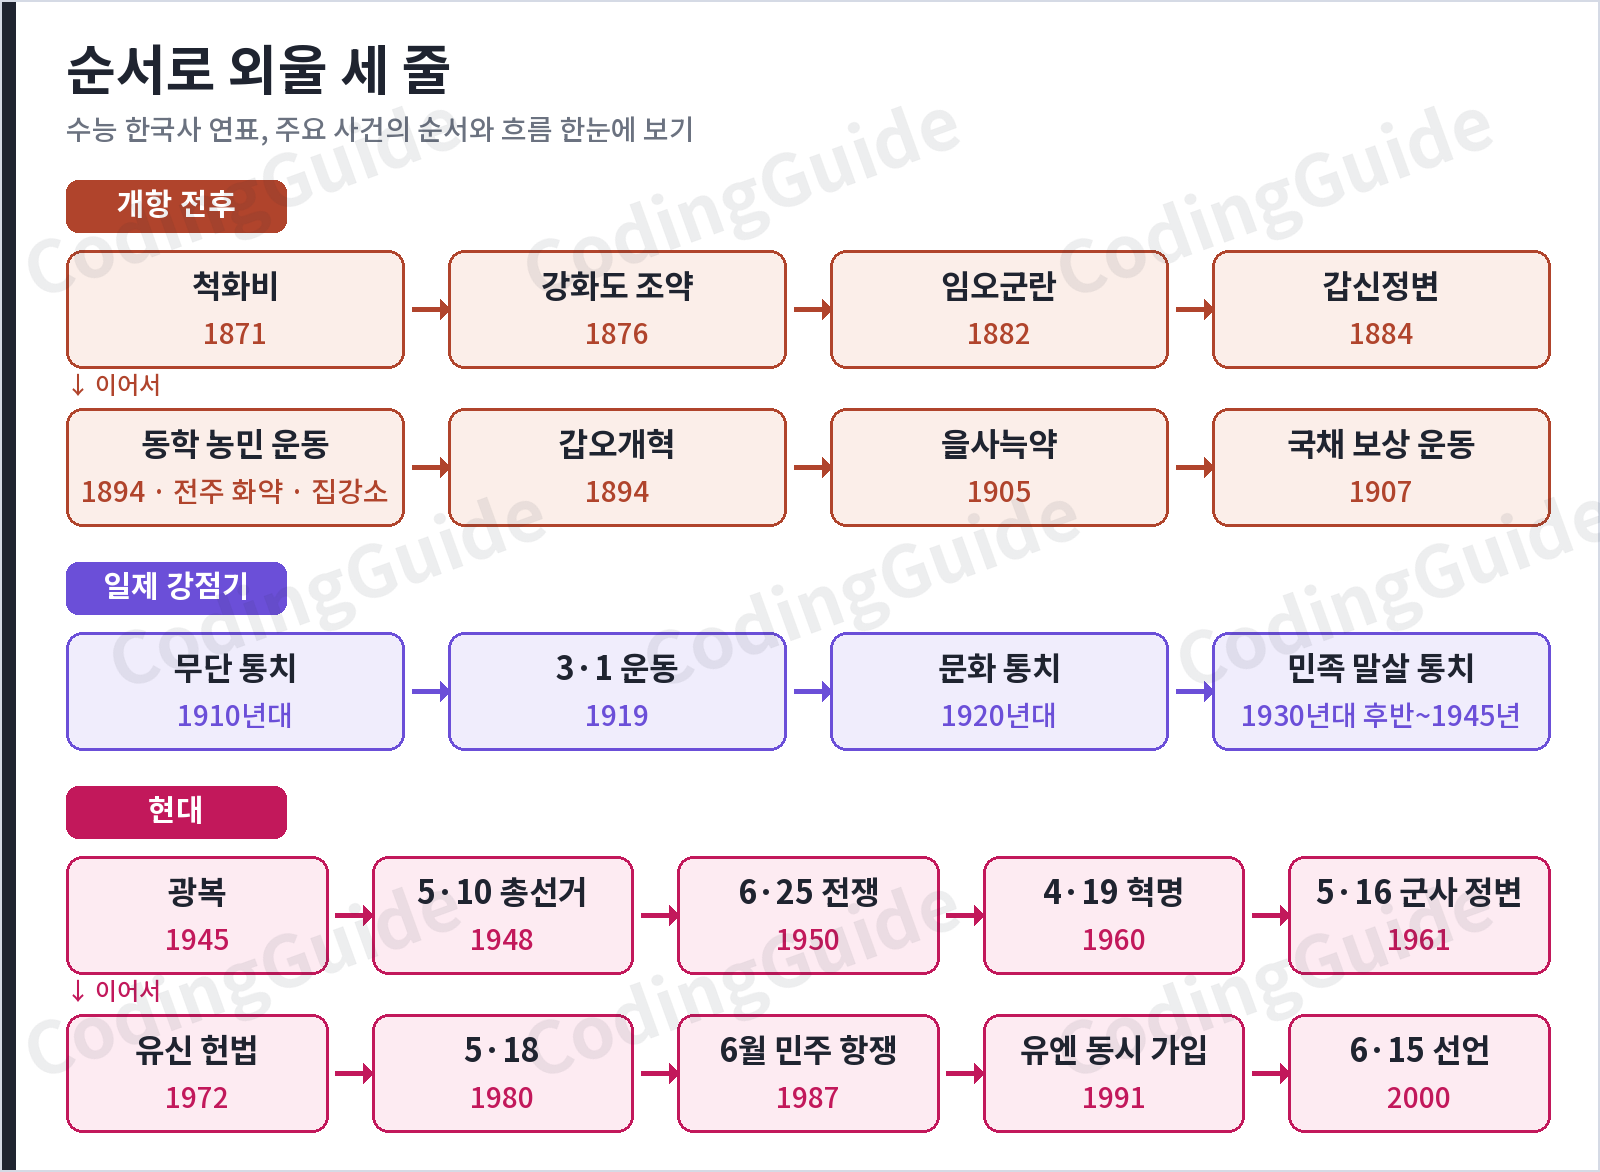 순서로 외울 세 줄
수능 한국사 연표, 주요 사건의 순서와 흐름 한눈에 보기
개항 전후
척화비
1871
강화도 조약
1876
임오군란
1882
갑신정변
1884
↓ 이어서
동학 농민 운동
1894 · 전주 화약 · 집강소
갑오개혁
1894
을사늑약
1905
국채 보상 운동
1907
일제 강점기
무단 통치
1910년대
3·1 운동
1919
문화 통치
1920년대
민족 말살 통치
1930년대 후반~1945년
현대
광복
1945
5·10 총선거
1948
6·25 전쟁
1950
4·19 혁명
1960
5·16 군사 정변
1961
↓ 이어서
유신 헌법
1972
5·18
1980
6월 민주 항쟁
1987
유엔 동시 가입
1991
6·15 선언
2000
CodingGuide
CodingGuide
CodingGuide
CodingGuide
CodingGuide
CodingGuide
CodingGuide
CodingGuide
CodingGuide